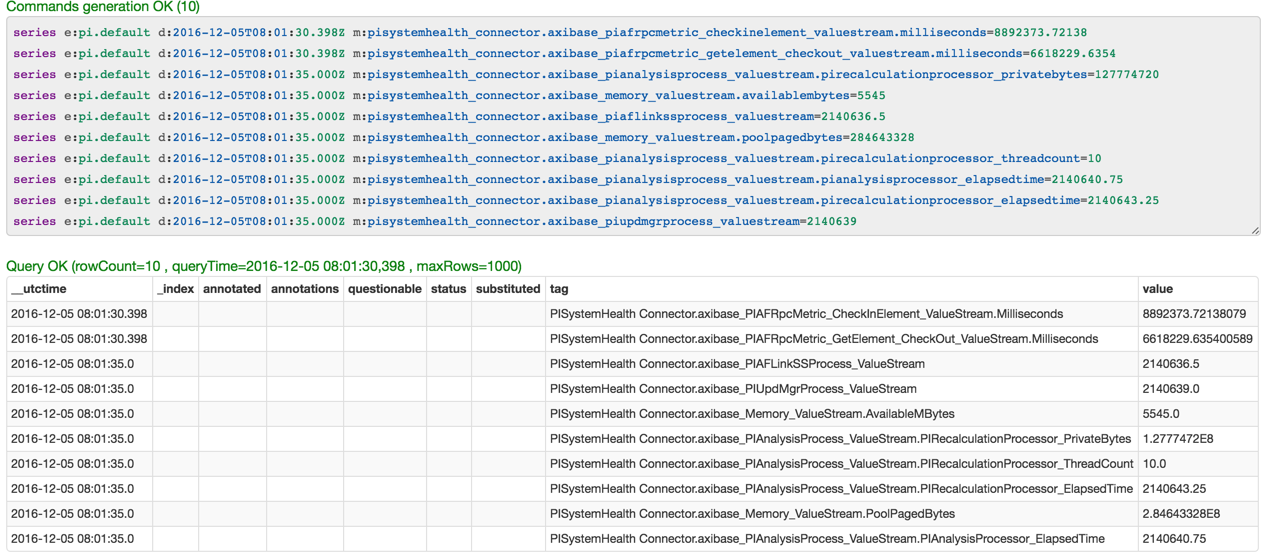 Commands generation OK (10)
series e:pi.default d:2016-12-05T08:01:30.398Z m:pisystemhealth_connector.axibase_piafrpcmetric_checkinelement_valuestream.milliseconds=8892373.72138
series e:pi.default d:2016-12-05T08:01:30.398Z m:pisystemhealth_connector.axibase_piafrpcmetric_getelement_checkout_valuestream.milliseconds=6618229.6354
series e:pi.default d:2016-12-05T08:01:35.000Z m:pisystemhealth_connector.axibase_pianalysisprocess_valuestream.pirecalculationprocessor_privatebytes=127774720
series e:pi.default d:2016-12-05T08:01:35.000Z m:pisystemhealth_connector.axibase_memory_valuestream.availablembytes=5545
series e:pi.default d:2016-12-05T08:01:35.000Z m:pisystemhealth_connector.axibase_piaflinkssprocess_valuestream=2140636.5
series e:pi.default d:2016-12-05T08:01:35.000Z m:pisystemhealth_connector.axibase_memory_valuestream.poolpagedbytes=284643328
series e:pi.default d:2016-12-05T08:01:35.000Z m:pisystemhealth_connector.axibase_pianalysisprocess_valuestream.pirecalculationprocessor_threadcount=10
series e:pi.default d:2016-12-05T08:01:35.000Z m:pisystemhealth_connector.axibase_pianalysisprocess_valuestream.pianalysisprocessor_elapsedtime=2140640.75
series e:pi.default d:2016-12-05T08:01:35.000Z m:pisystemhealth_connector.axibase_pianalysisprocess_valuestream.pirecalculationprocessor_elapsedtime=2140643.25
series e:pi.default d:2016-12-05T08:01:35.000Z m:pisystemhealth_connector.axibase_piupdmgrprocess_valuestream=2140639
Query OK (rowCount=10 , queryTime=2016-12-05 08:01:30,398 , maxRows=1000)
__utctime _index annotated annotations questionable status substituted tag value
2016-12-05 08:01:30.398 PISystemHealth Connector.axibase_PIAFRpcMetric_CheckInElement_ValueStream.Milliseconds 8892373.72138079
2016-12-05 08:01:30.398 PISystemHealth Connector.axibase_PIAFRpcMetric_GetElement_CheckOut_ValueStream.Milliseconds 6618229.635400589
2016-12-05 08:01:35.0 PISystemHealth Connector.axibase_PIAFLinkSSProcess_ValueStream 2140636.5
2016-12-05 08:01:35.0 PISystemHealth Connector.axibase_PIUpdMgrProcess_ValueStream 2140639.0
2016-12-05 08:01:35.0 PISystemHealth Connector.axibase_Memory_ValueStream.AvailableMBytes 5545.0
2016-12-05 08:01:35.0 PISystemHealth Connector.axibase_PIAnalysisProcess_ValueStream.PIRecalculationProcessor_PrivateBytes 1.2777472E8
2016-12-05 08:01:35.0 PISystemHealth Connector.axibase_PIAnalysisProcess_ValueStream.PIRecalculationProcessor_ThreadCount 10.0
2016-12-05 08:01:35.0 PISystemHealth Connector.axibase_PIAnalysisProcess_ValueStream.PIRecalculationProcessor_ElapsedTime 2140643.25
2016-12-05 08:01:35.0 PISystemHealth Connector.axibase_Memory_ValueStream.PoolPagedBytes 2.84643328E8
2016-12-05 08:01:35.0 PISystemHealth Connector.axibase_PIAnalysisProcess_ValueStream.PIAnalysisProcessor_ElapsedTime 2140640.75